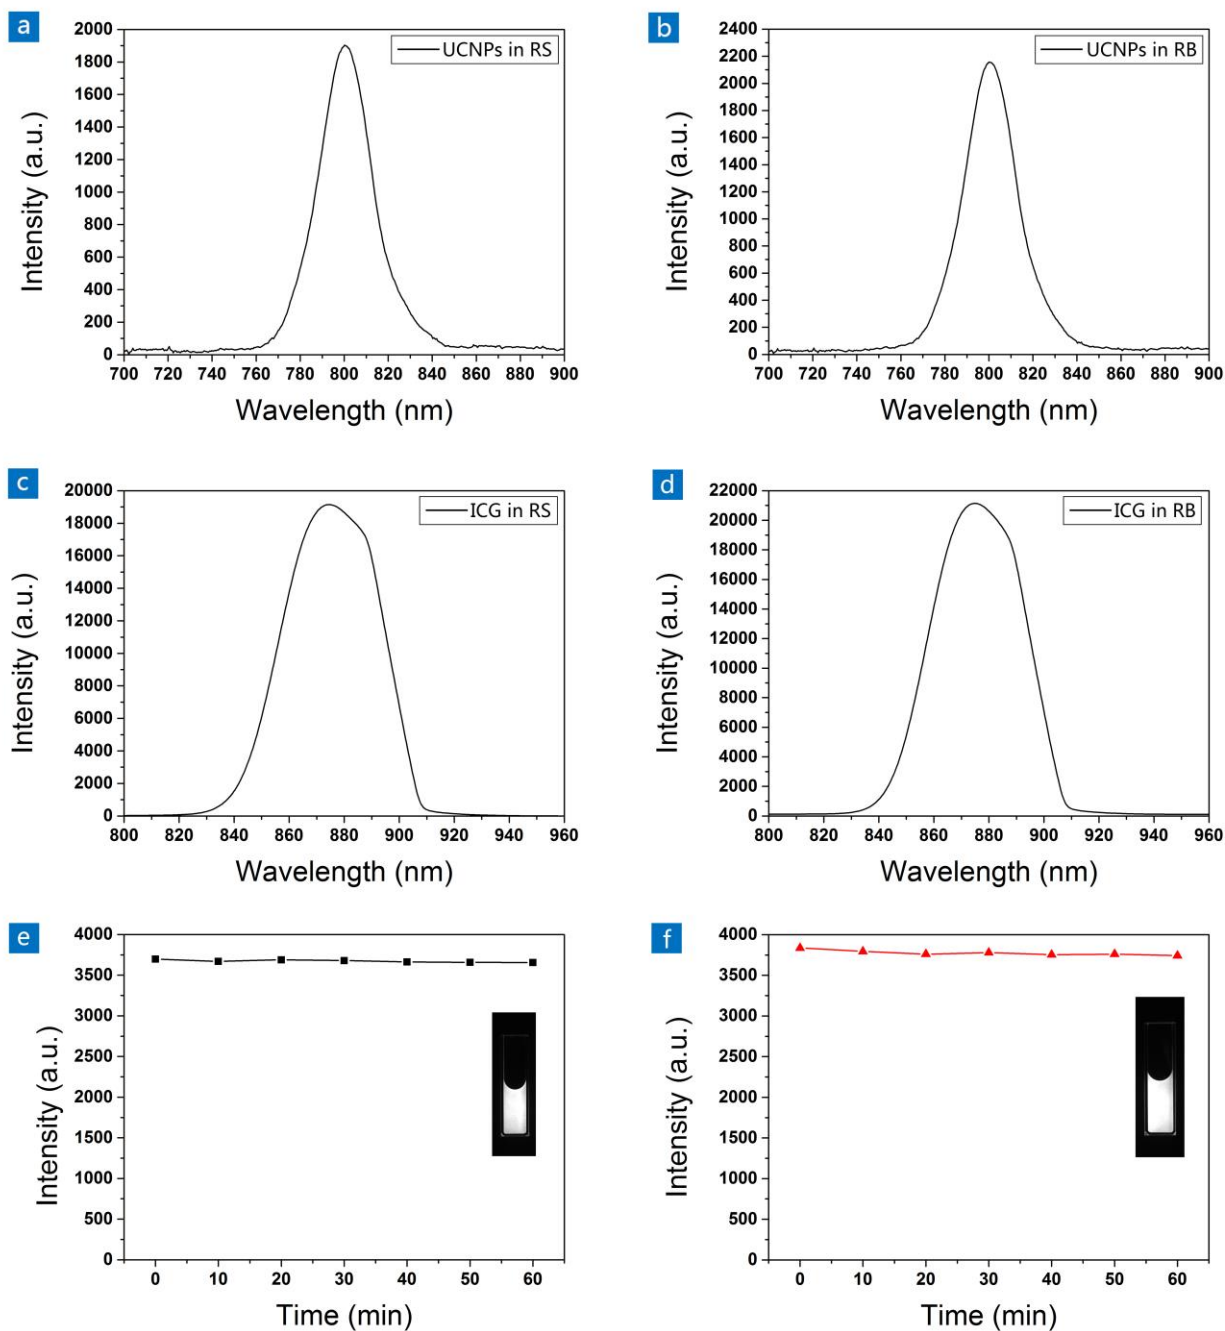 a
2000
1800
1600
1400
1200
1000
800
600
400
200
0
UCNPs in RS
Intensity (a.u.)
700 720 740 760 780 800 820 840 860 880 900
Wavelength (nm)
b
2400
2200
2000
1800
1600
1400
1200
1000
800
600
400
200
0
UCNPs in RB
Intensity (a.u.)
700 720 740 760 780 800 820 840 860 880 900
Wavelength (nm)
c
20000
18000
16000
14000
12000
10000
8000
6000
4000
2000
0
ICG in RS
Intensity (a.u.)
800 820 840 860 880 900 920 940 960
Wavelength (nm)
d
22000
20000
18000
16000
14000
12000
10000
8000
6000
4000
2000
0
ICG in RB
Intensity (a.u.)
800 820 840 860 880 900 920 940 960
Wavelength (nm)
e
4000
3500
3000
2500
2000
1500
1000
500
0
Intensity (a.u.)
0 10 20 30 40 50 60
Time (min)
f
4000
3500
3000
2500
2000
1500
1000
500
0
Intensity (a.u.)
0 10 20 30 40 50 60
Time (min)